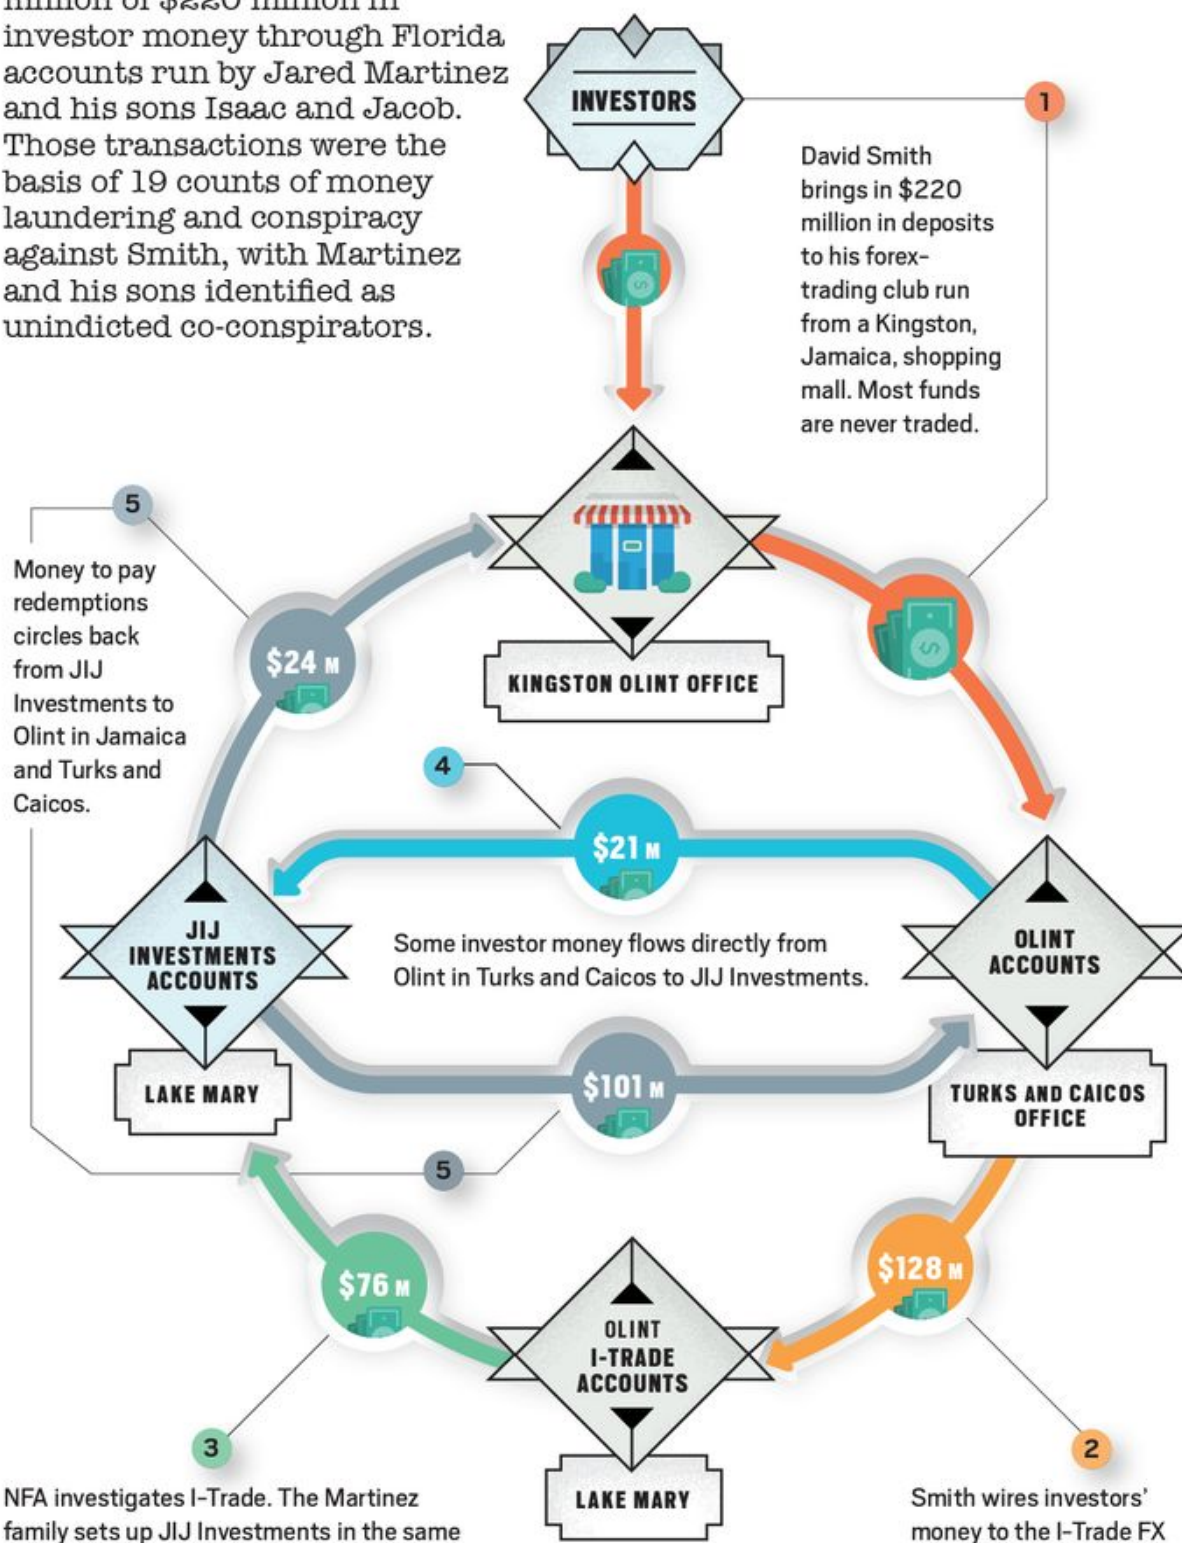 million of $220 million in
investor money through Florida
accounts run by Jared Martinez
and his sons Isaac and Jacob.
Those transactions were the
basis of 19 counts of money
laundering and conspiracy
against Smith, with Martinez
and his sons identified as
unindicted co-conspirators.
INVESTORS
1
David Smith
brings in $220
million in deposits
to his forex-
trading club run
from a Kingston,
Jamaica, shopping
mall. Most funds
are never traded.
5
Money to pay
redemptions
circles back
from JIJ
Investments to
Olint in Jamaica
and Turks and
Caicos.
$24 M
KINGSTON OLINT OFFICE
4
$21 M
Some investor money flows directly from
Olint in Turks and Caicos to JIJ Investments.
JIJ
INVESTMENTS
ACCOUNTS
LAKE MARY
OLINT
ACCOUNTS
TURKS AND CAICOS
OFFICE
$101 M
5
$76 M
$128 M
OLINT
I-TRADE
ACCOUNTS
LAKE MARY
3
NFA investigates I-Trade. The Martinez
family sets up JIJ Investments in the same
2
Smith wires investors'
money to the I-Trade FX